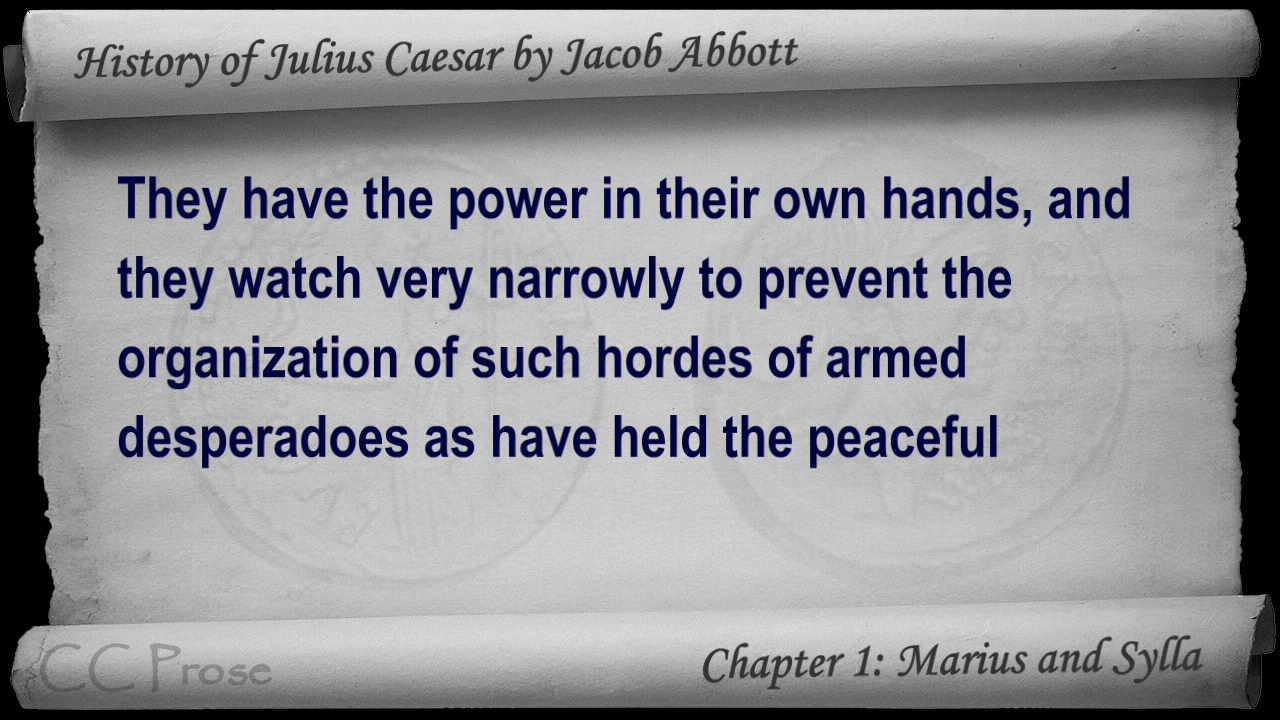 History of Julius Caesar by Jacob Abbott
They have the power in their own hands, and
they watch very narrowly to prevent the
organization of such hordes of armed
desperadoes as have held the peaceful
CC Prose
Chapter 1: Marius and Sylla